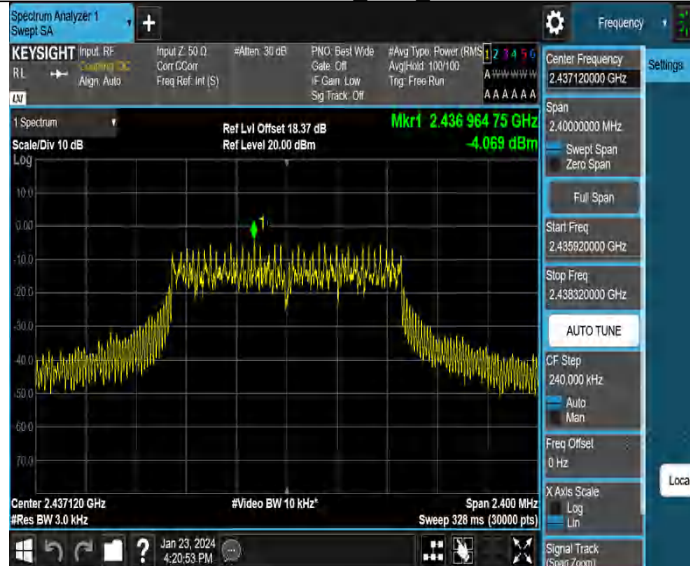 Spectrum Analyzer 1
Swept SA
+
Frequency
KEYSIGHT
RL
Input: RF
Coupling: DC
Align: Auto
Input Z: 50 Ω
Corr CCorr
Freq Ref: Int (S)
#Atten: 30 dB
PNO: Best Wide
Gate: Off
IF Gain: Low
Sig Track: Off
#Avg Type: Power (RMS
Avg|Hold: 100/100
Trig: Free Run
1 2 3 4 5 6
A W W W W W
A A A A A A
LXI
1 Spectrum
Scale/Div 10 dB
Ref Lvl Offset 18.37 dB
Ref Level 20.00 dBm
Mkr1 2.436 964 75 GHz
-4.069 dBm
Log
10.0
0.00
-10.0
-20.0
-30.0
-40.0
-50.0
-60.0
-70.0
1
Center 2.437120 GHz
#Res BW 3.0 kHz
#Video BW 10 kHz*
Span 2.400 MHz
Sweep 328 ms (30000 pts)
Jan 23, 2024
4:20:53 PM
?
Center Frequency
2.437120000 GHz
Settings
Span
2.40000000 MHz
Swept Span
Zero Span
Full Span
Start Freq
2.435920000 GHz
Stop Freq
2.438320000 GHz
AUTO TUNE
CF Step
240.000 kHz
Auto
Man
Freq Offset
0 Hz
X Axis Scale
Log
Lin
Loca
Signal Track
(Span Zoom)